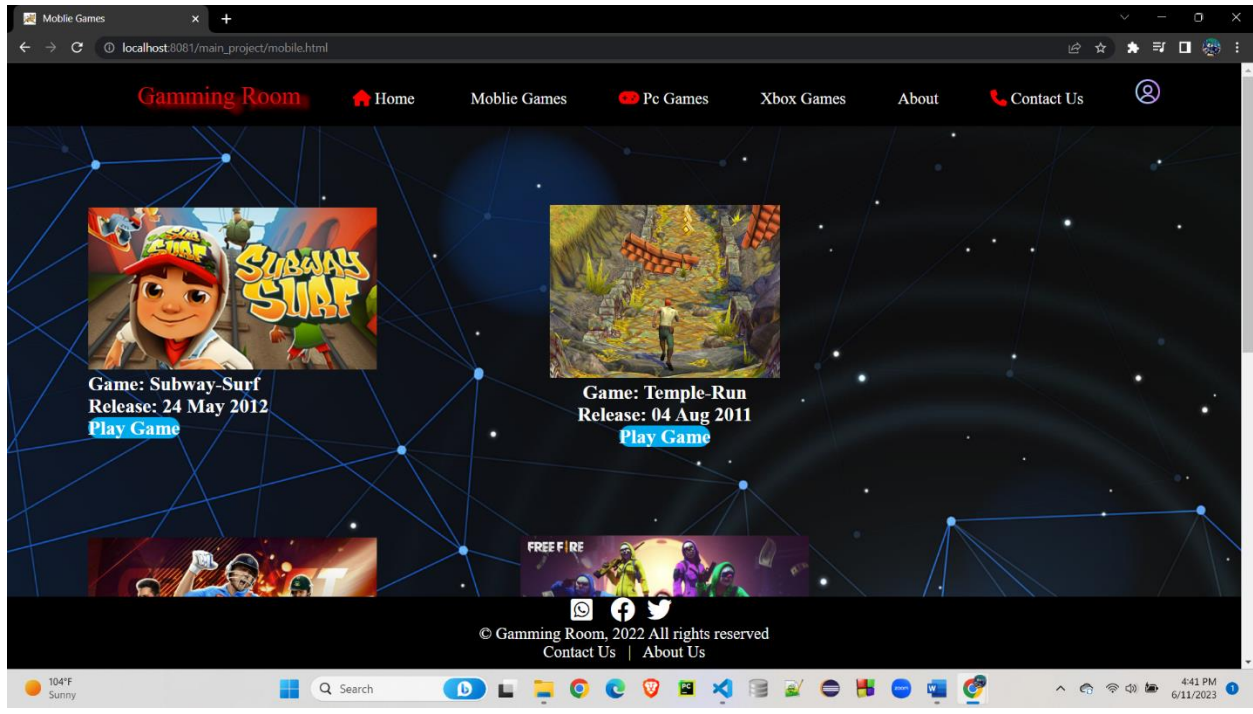 Moblie Games
localhost:8081/main_project/mobile.html
Gamming Room Home Moblie Games Pc Games Xbox Games About Contact Us
SUBWAY
SURF
Game: Subway-Surf
Release: 24 May 2012
Play Game
Game: Temple-Run
Release: 04 Aug 2011
Play Game
FREE FIRE
© Gamming Room, 2022 All rights reserved
Contact Us | About Us
104°F
Sunny
Search
4:41 PM
6/11/2023